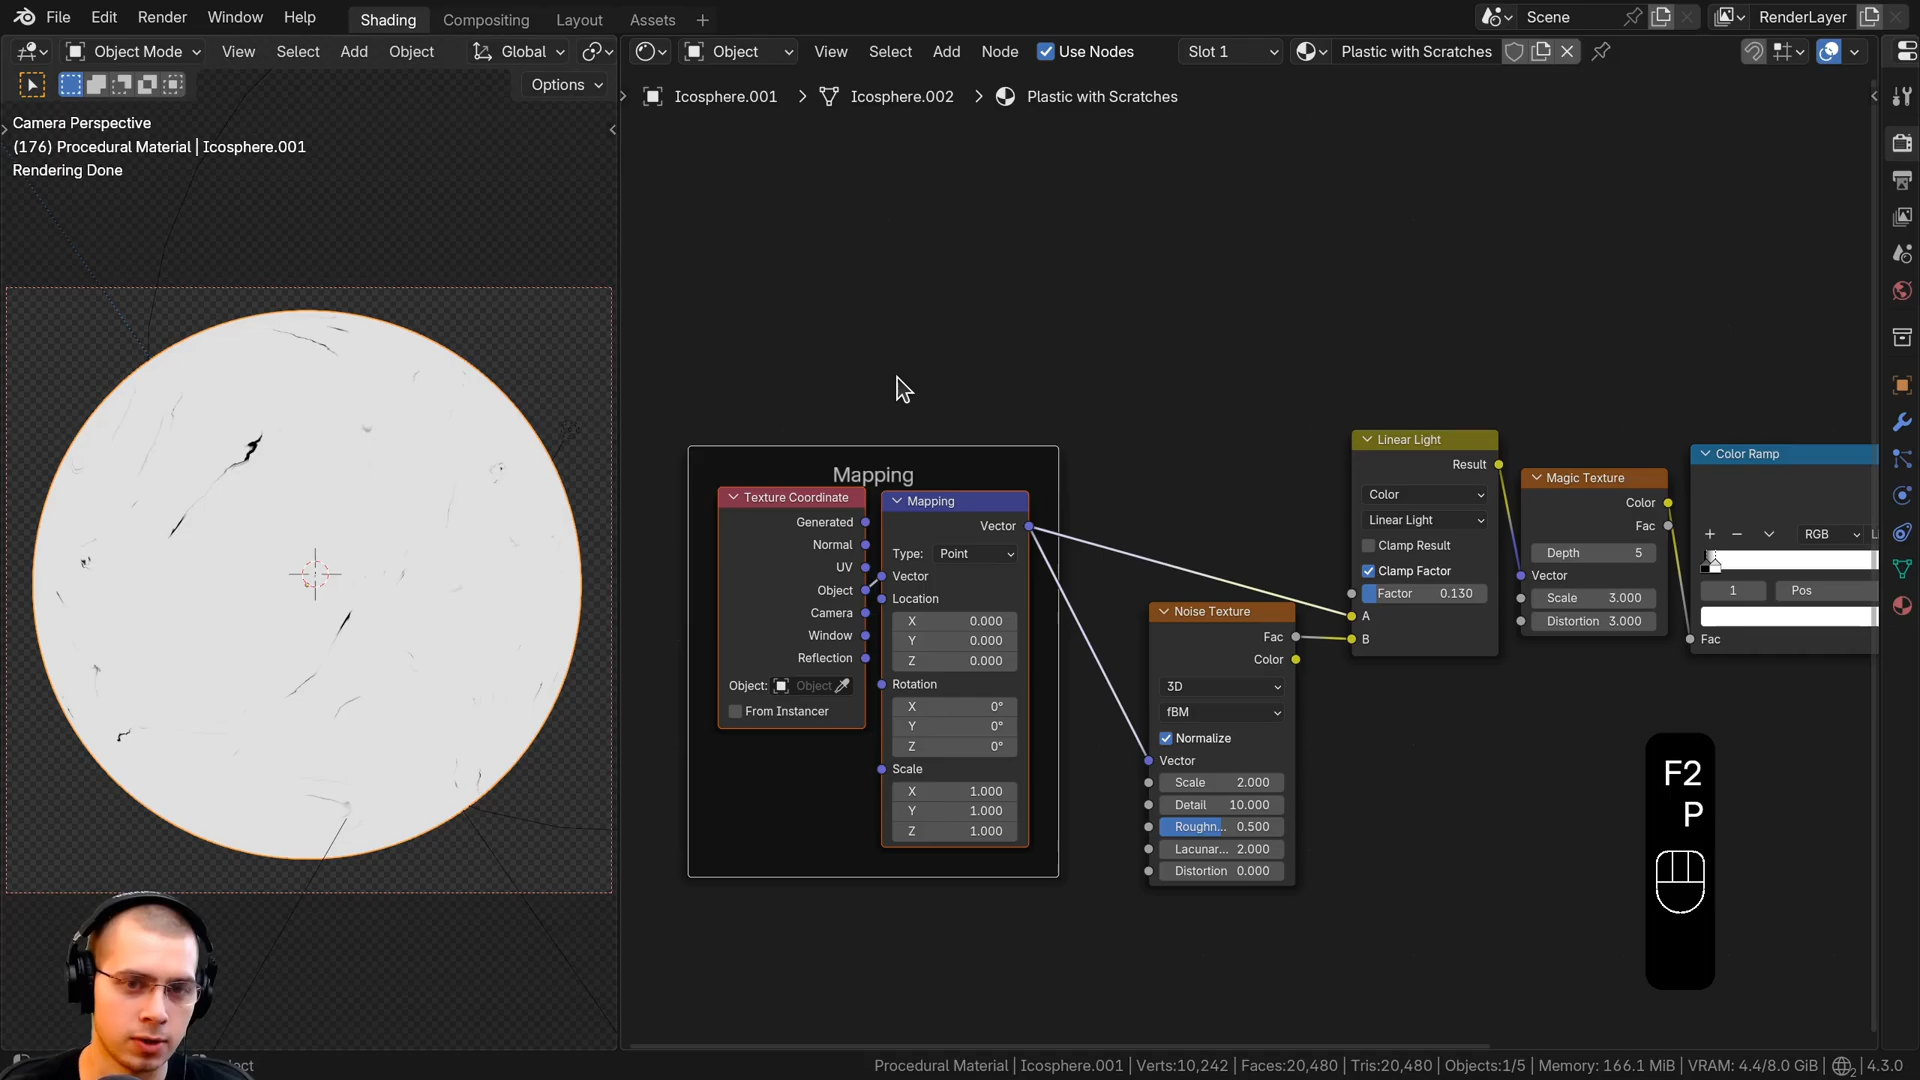 File Edit Render Window Help Shading Compositing Layout Assets Scene RenderLayer
Object Mode View Select Add Object Global
Object View Select Add Node Use Nodes Slot 1 Plastic with Scratches
Options
Icosphere.001 Icosphere.002 Plastic with Scratches
Camera Perspective
(176) Procedural Material | Icosphere.001
Rendering Done
Mapping
Texture Coordinate
Generated
Normal
UV
Object
Camera
Window
Reflection
Object: Object
From Instancer
Mapping
Vector
Type: Point
Vector
Location
X 0.000
Y 0.000
Z 0.000
Rotation
X 0°
Y 0°
Z 0°
Scale
X 1.000
Y 1.000
Z 1.000
Noise Texture
Fac
Color
3D
fBM
Normalize
Vector
Scale 2.000
Detail 10.000
Roughn... 0.500
Lacunar... 2.000
Distortion 0.000
Linear Light
Result
Color
Linear Light
Clamp Result
Clamp Factor
Factor 0.130
A
B
Magic Texture
Color
Fac
Depth 5
Vector
Scale 3.000
Distortion 3.000
Color Ramp
RGB
1 Pos
Fac
F2
P
Procedural Material | Icosphere.001 | Verts:10,242 | Faces:20,480 | Tris:20,480 | Objects:1/5 | Memory: 166.1 MiB | VRAM: 4.4/8.0 GiB | 4.3.0